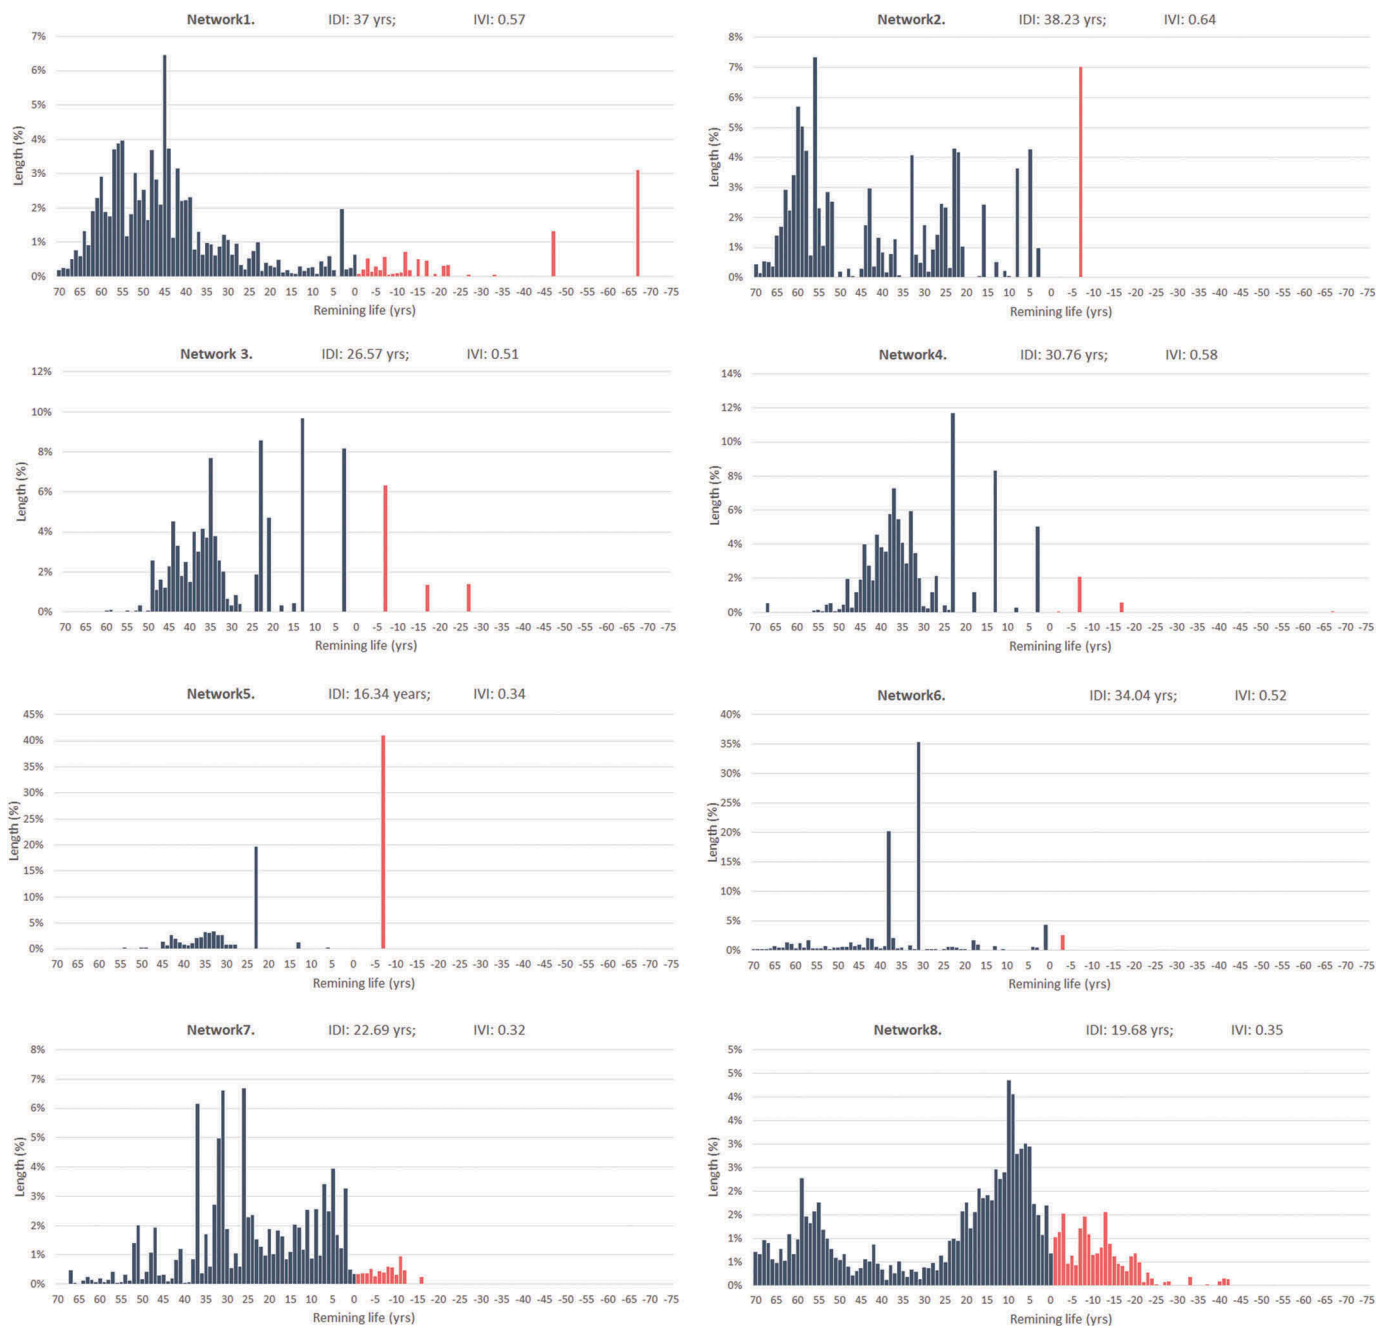 Network1. IDI: 37 yrs; IVI: 0.57
7%
6%
5%
4%
3%
2%
1%
0%
Length (%)
70 65 60 55 50 45 40 35 30 25 20 15 10 5 0 -5 -10 -15 -20 -25 -30 -35 -40 -45 -50 -55 -60 -65 -70 -75
Remining life (yrs)
Network2. IDI: 38.23 yrs; IVI: 0.64
8%
7%
6%
5%
4%
3%
2%
1%
0%
Length (%)
70 65 60 55 50 45 40 35 30 25 20 15 10 5 0 -5 -10 -15 -20 -25 -30 -35 -40 -45 -50 -55 -60 -65 -70 -75
Remining life (yrs)
Network 3. IDI: 26.57 yrs; IVI: 0.51
12%
10%
8%
6%
4%
2%
0%
Length (%)
70 65 60 55 50 45 40 35 30 25 20 15 10 5 0 -5 -10 -15 -20 -25 -30 -35 -40 -45 -50 -55 -60 -65 -70 -75
Remining life (yrs)
Network4. IDI: 30.76 yrs; IVI: 0.58
14%
12%
10%
8%
6%
4%
2%
0%
Length (%)
70 65 60 55 50 45 40 35 30 25 20 15 10 5 0 -5 -10 -15 -20 -25 -30 -35 -40 -45 -50 -55 -60 -65 -70 -75
Remining life (yrs)
Network5. IDI: 16.34 years; IVI: 0.34
45%
40%
35%
30%
25%
20%
15%
10%
5%
0%
Length (%)
70 65 60 55 50 45 40 35 30 25 20 15 10 5 0 -5 -10 -15 -20 -25 -30 -35 -40 -45 -50 -55 -60 -65 -70 -75
Remining life (yrs)
Network6. IDI: 34.04 yrs; IVI: 0.52
40%
35%
30%
25%
20%
15%
10%
5%
0%
Length (%)
70 65 60 55 50 45 40 35 30 25 20 15 10 5 0 -5 -10 -15 -20 -25 -30 -35 -40 -45 -50 -55 -60 -65 -70 -75
Remining life (yrs)
Network7. IDI: 22.69 yrs; IVI: 0.32
8%
7%
6%
5%
4%
3%
2%
1%
0%
Length (%)
70 65 60 55 50 45 40 35 30 25 20 15 10 5 0 -5 -10 -15 -20 -25 -30 -35 -40 -45 -50 -55 -60 -65 -70 -75
Remining life (yrs)
Network8. IDI: 19.68 yrs; IVI: 0.35
5%
5%
4%
4%
3%
3%
2%
2%
1%
1%
0%
Length (%)
70 65 60 55 50 45 40 35 30 25 20 15 10 5 0 -5 -10 -15 -20 -25 -30 -35 -40 -45 -50 -55 -60 -65 -70 -75
Remining life (yrs)